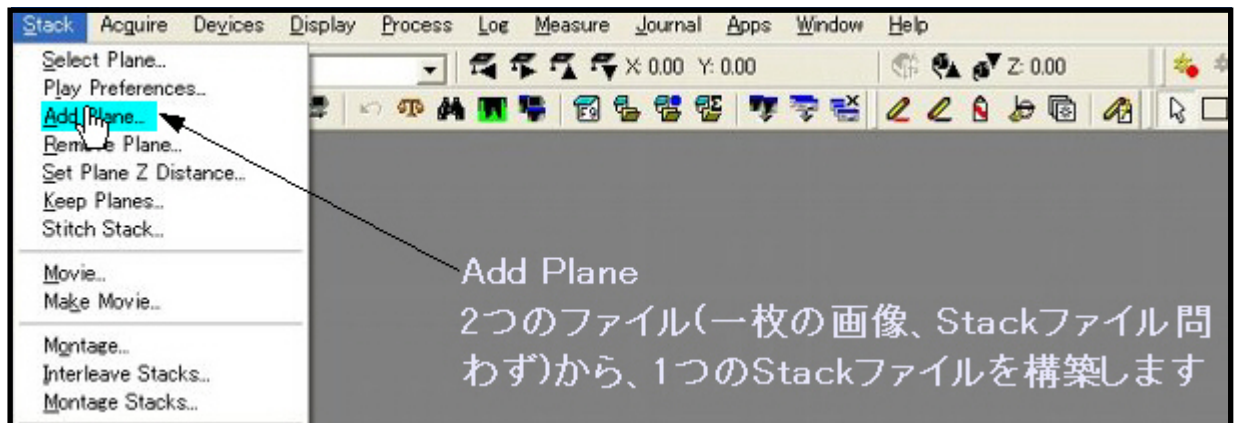 Stack Acquire Devices Display Process Log Measure Journal Apps Window Help
Select Plane...
Play Preferences...
X: 0.00 Y: 0.00
Z: 0.00
Add Plane...
Remove Plane...
Set Plane Z Distance...
Keep Planes...
Stitch Stack...
Movie...
Make Movie...
Montage...
Interleave Stacks...
Montage Stacks...
Add Plane
2つのファイル(一枚の画像、Stackファイル問
わず)から、1つのStackファイルを構築します